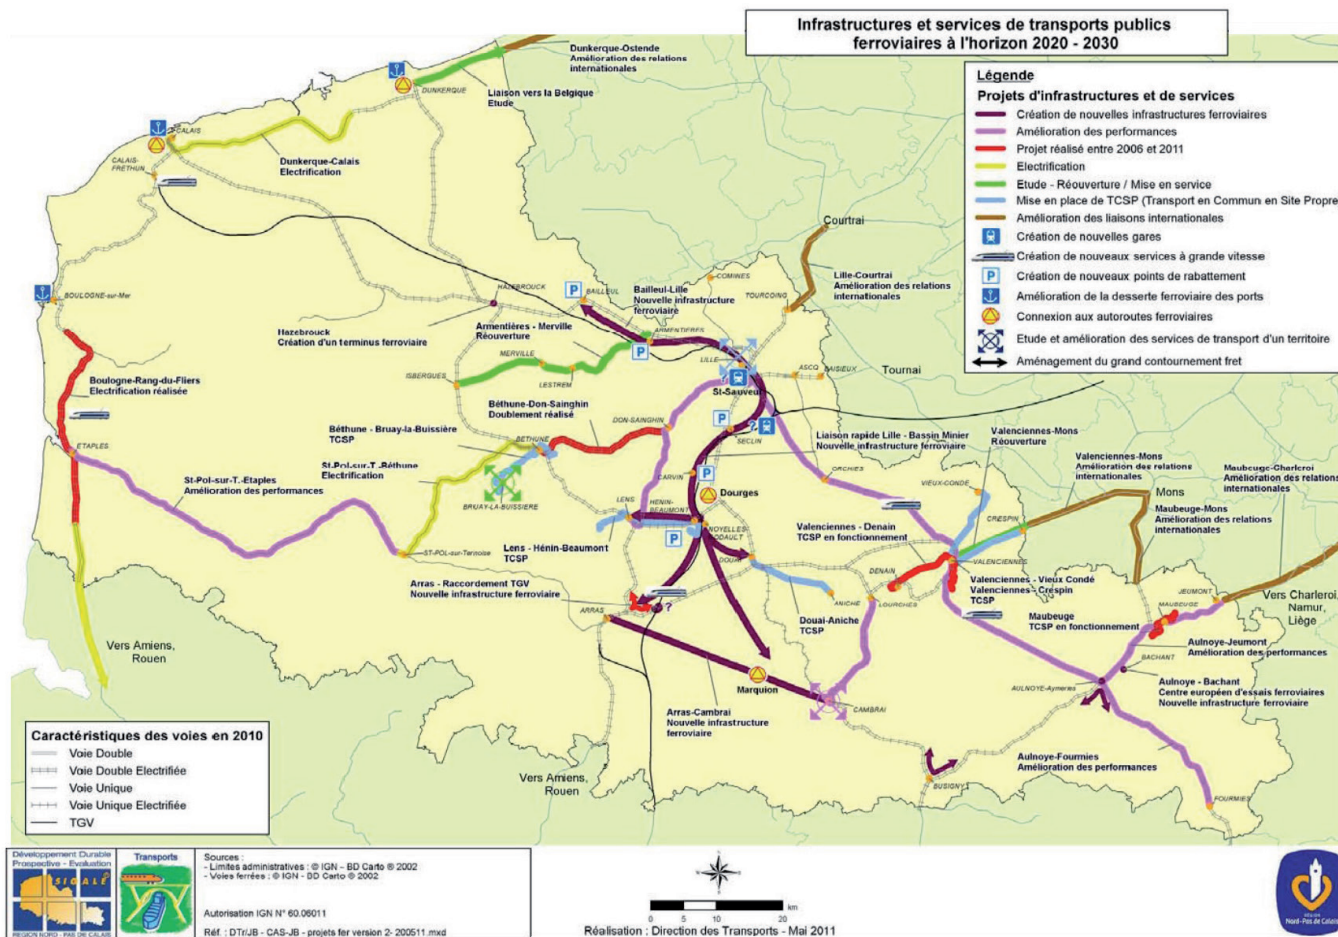 Infrastructures et services de transports publics
ferroviaires à l'horizon 2020 - 2030
Légende
Projets d'infrastructures et de services
Création de nouvelles infrastructures ferroviaires
Amélioration des performances
Projet réalisé entre 2006 et 2011
Electrification
Etude - Réouverture / Mise en service
Mise en place de TCSP (Transport en Commun en Site Propre
Amélioration des liaisons internationales
Création de nouvelles gares
Création de nouveaux services à grande vitesse
P
Création de nouveaux points de rabattement
Amélioration de la desserte ferroviaire des ports
Connexion aux autoroutes ferroviaires
Etude et amélioration des services de transport d'un territoire
Aménagement du grand contournement fret
Dunkerque-Ostende
Amélioration des relations
internationales
DUNKERQUE
Liaison vers la Belgique
Etude
CALAIS
CALAIS-
FRETHUN
Dunkerque-Calais
Electrification
Courtrai
COMINES
Lille-Courtrai
Amélioration des relations
internationales
TOURCOING
BOULOGNE-sur-Mer
HAZEBROUCK
P
BAILLEUL
Bailleul-Lille
Nouvelle infrastructure
ferroviaire
Hazebrouck
Création d'un terminus ferroviaire
Armentières - Merville
Réouverture
ARMENTIERES
P
MERVILLE
LESTREM
ISBERGUES
LILLE
?
St-Sauveur
ASCQ
BAISIEUX
Tournai
Boulogne-Rang-du-Fliers
Electrification réalisée
Béthune-Don-Sainghin
Doublement réalisé
DON-SAINGHIN
P
?
SECLIN
Béthune - Bruay-la-Buissière
TCSP
BETHUNE
Liaison rapide Lille - Bassin Minier
Nouvelle infrastructure ferroviaire
Valenciennes-Mons
Réouverture
Valenciennes-Mons
Amélioration des relations
internationales
Maubeuge-Charleroi
Amélioration des relations
internationales
ETAPLES
St-Pol-sur-T.-Béthune
Electrification
St-Pol-sur-T.-Etaples
Amélioration des performances
BRUAY-LA-BUISSIERE
CARVIN
P
ORCHIES
VIEUX-CONDÉ
Mons
Maubeuge-Mons
Amélioration des relations
internationales
LENS
HENIN-
BEAUMONT
Dourges
CRESPIN
NOYELLES-
GODAULT
P
Valenciennes - Denain
TCSP en fonctionnement
ST-POL-sur-Ternoise
Lens - Hénin-Beaumont
TCSP
DOUAI
DENAIN
VALENCIENNES
Arras - Raccordement TGV
Nouvelle infrastructure ferroviaire
Valenciennes - Vieux Condé
Valenciennes - Crespin
TCSP
ARRAS
?
ANICHE
LOURCHES
JEUMONT
Vers Charleroi,
Namur,
Liège
Douai-Aniche
TCSP
Maubeuge
TCSP en fonctionnement
MAUBEUGE
Vers Amiens,
Rouen
Aulnoye-Jeumont
Amélioration des performances
BACHANT
Marquion
AULNOYE-Aymeries
Aulnoye - Bachant
Centre européen d'essais ferroviaires
Nouvelle infrastructure ferroviaire
Arras-Cambrai
Nouvelle infrastructure
ferroviaire
CAMBRAI
Aulnoye-Fourmies
Amélioration des performances
Vers Amiens,
Rouen
BUSIGNY
FOURMIES
Caractéristiques des voies en 2010
Voie Double
Voie Double Electrifiée
Voie Unique
Voie Unique Electrifiée
TGV
Développement Durable
Prospective - Evaluation
SIGALE
REGION NORD - PAS DE CALAIS
Transports
Sources :
- Limites administratives : © IGN - BD Carto ® 2002
- Voies ferrées : © IGN - BD Carto ® 2002
Autorisation IGN N° 60.06011
Réf. : DTr/JB - CAS-JB - projets fer version 2- 200511.mxd
km
0 5 10 20
Réalisation : Direction des Transports - Mai 2011
RÉGION
Nord-Pas de Calais